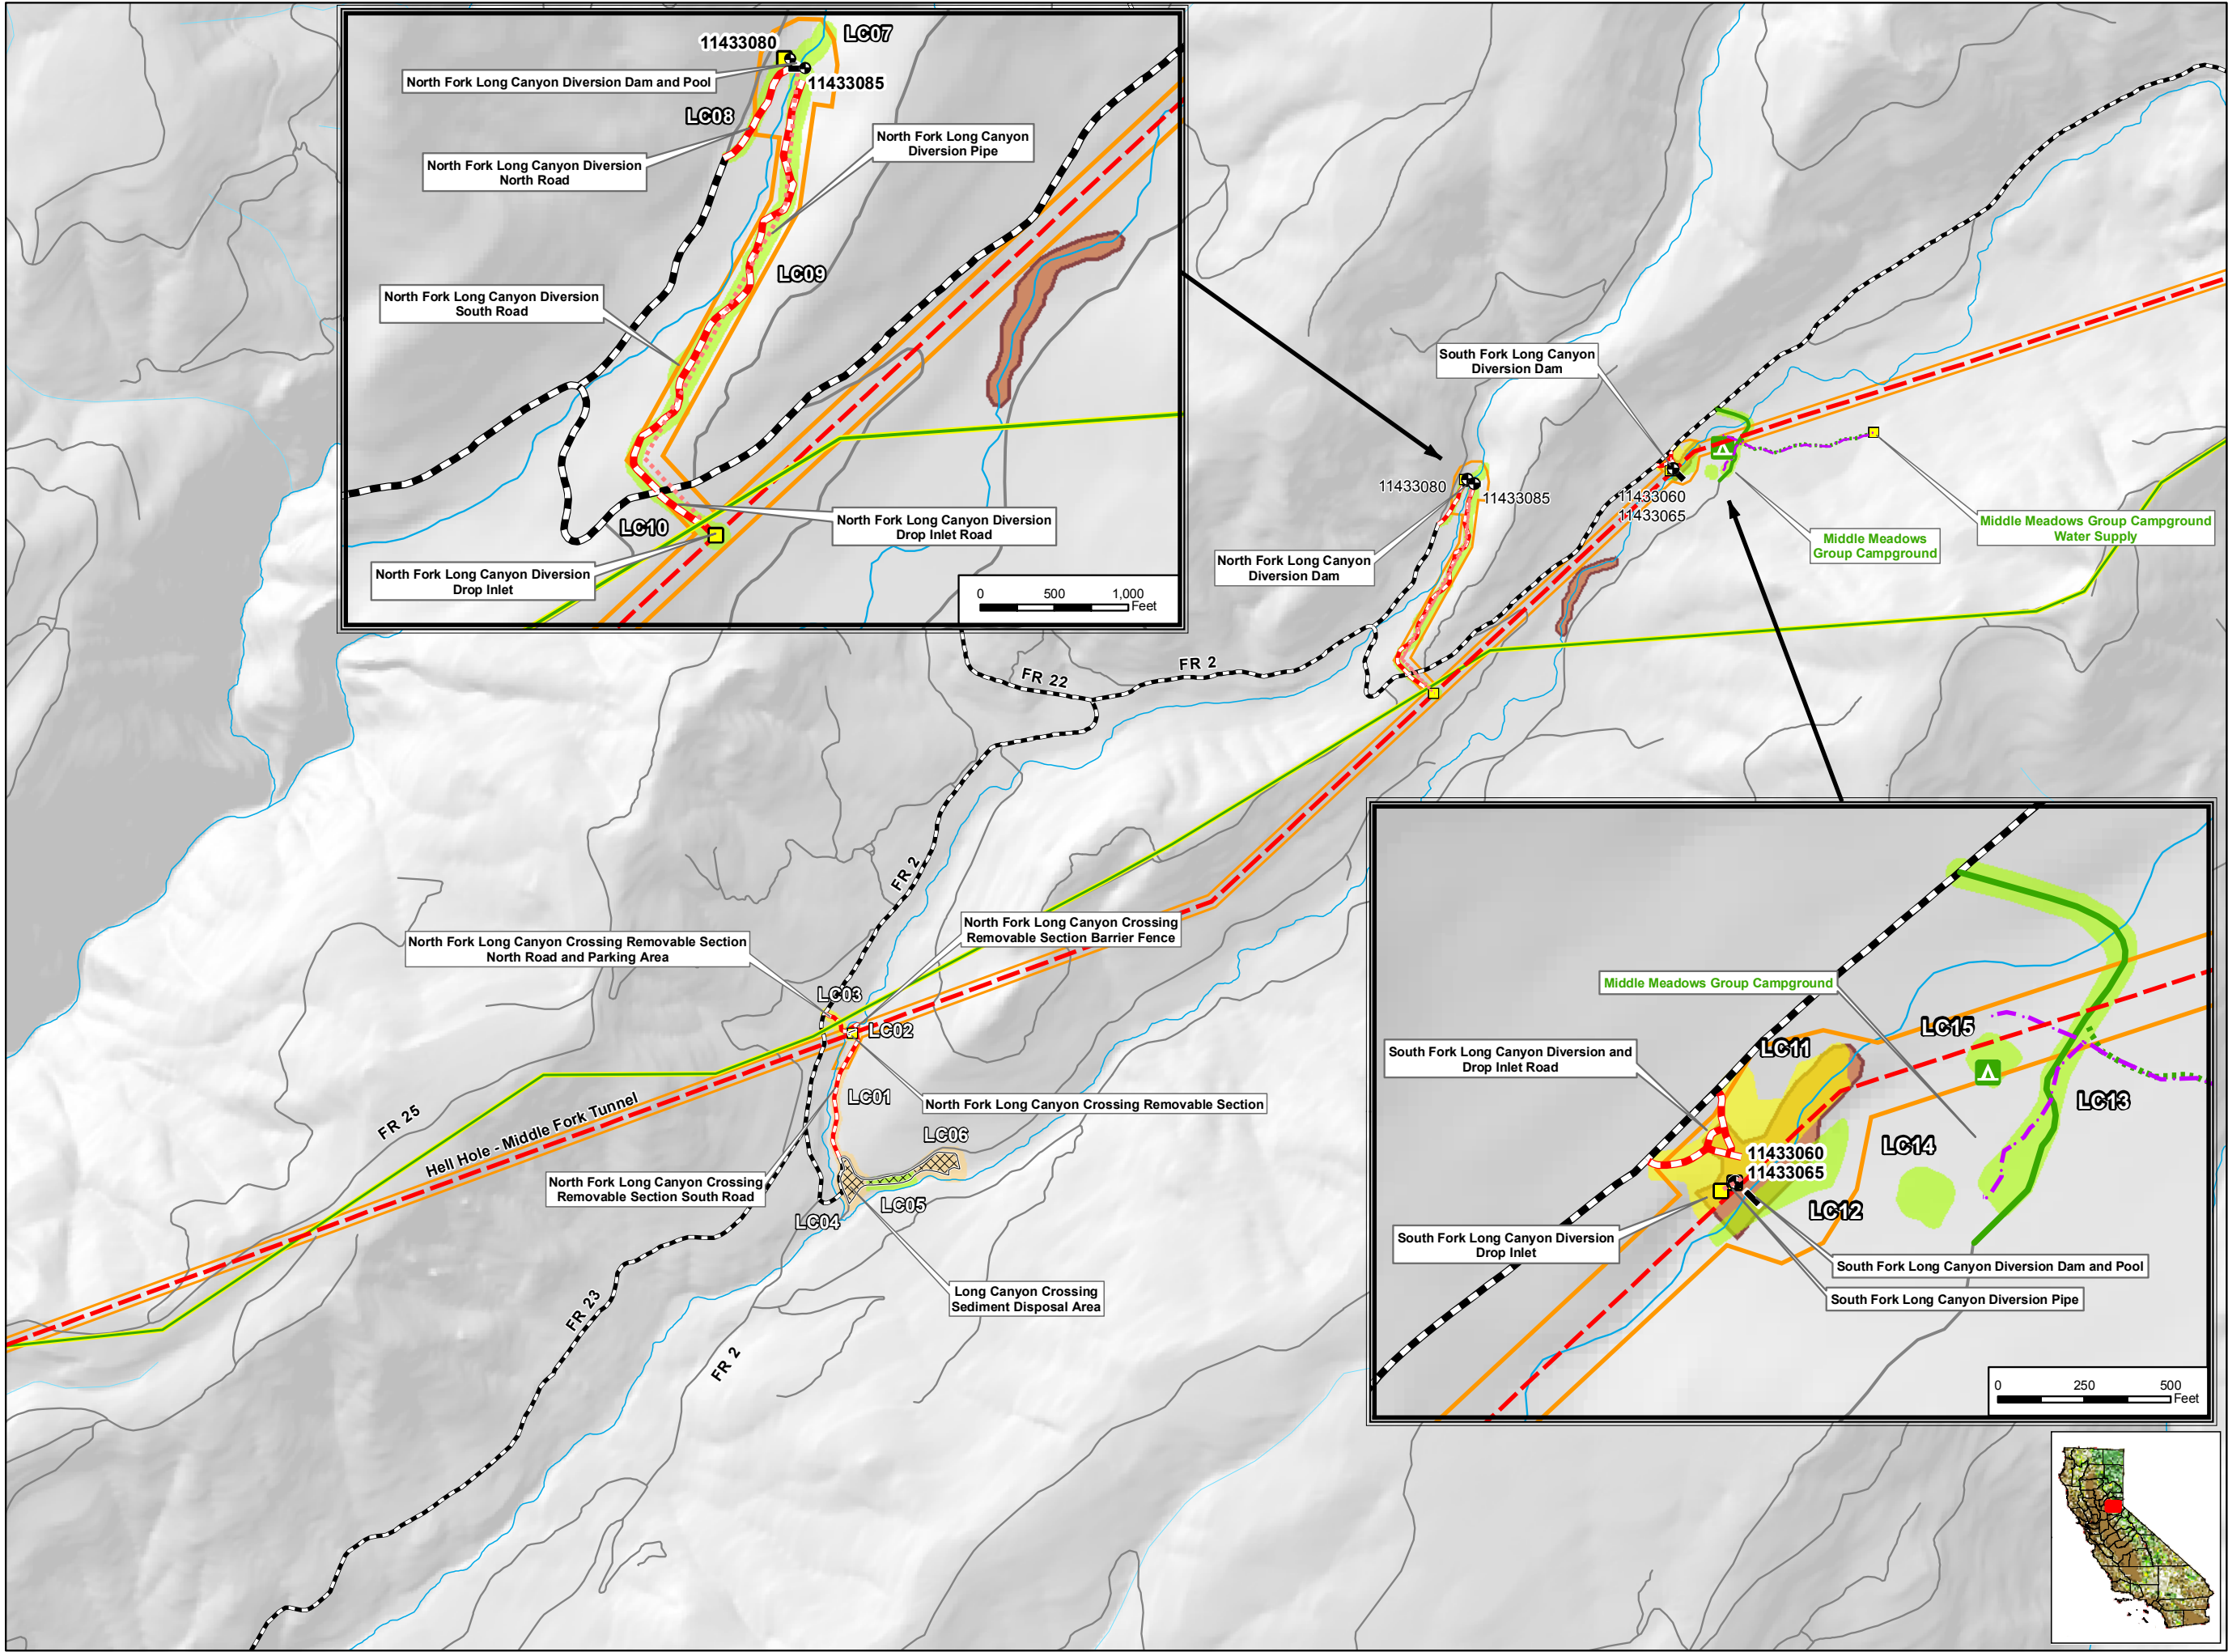 11433080
LC07
North Fork Long Canyon Diversion Dam and Pool
11433085
LC08
North Fork Long Canyon
Diversion Pipe
North Fork Long Canyon Diversion
North Road
LC09
North Fork Long Canyon Diversion
South Road
LC10
North Fork Long Canyon Diversion
Drop Inlet Road
North Fork Long Canyon Diversion
Drop Inlet
0 500 1,000
Feet
South Fork Long Canyon
Diversion Dam
11433080
11433085
11433060
11433065
North Fork Long Canyon
Diversion Dam
Middle Meadows
Group Campground
Middle Meadows Group Campground
Water Supply
FR 2
FR 22
FR 2
North Fork Long Canyon Crossing Removable Section
North Road and Parking Area
North Fork Long Canyon Crossing
Removable Section Barrier Fence
LC03
LC02
LC01
North Fork Long Canyon Crossing Removable Section
FR 25
Hell Hole - Middle Fork Tunnel
LC06
North Fork Long Canyon Crossing
Removable Section South Road
LC05
LC04
Long Canyon Crossing
Sediment Disposal Area
FR 23
FR 2
Middle Meadows Group Campground
LC15
LC11
South Fork Long Canyon Diversion and
Drop Inlet Road
LC13
LC14
11433060
11433065
LC12
South Fork Long Canyon Diversion
Drop Inlet
South Fork Long Canyon Diversion Dam and Pool
South Fork Long Canyon Diversion Pipe
0 250 500
Feet